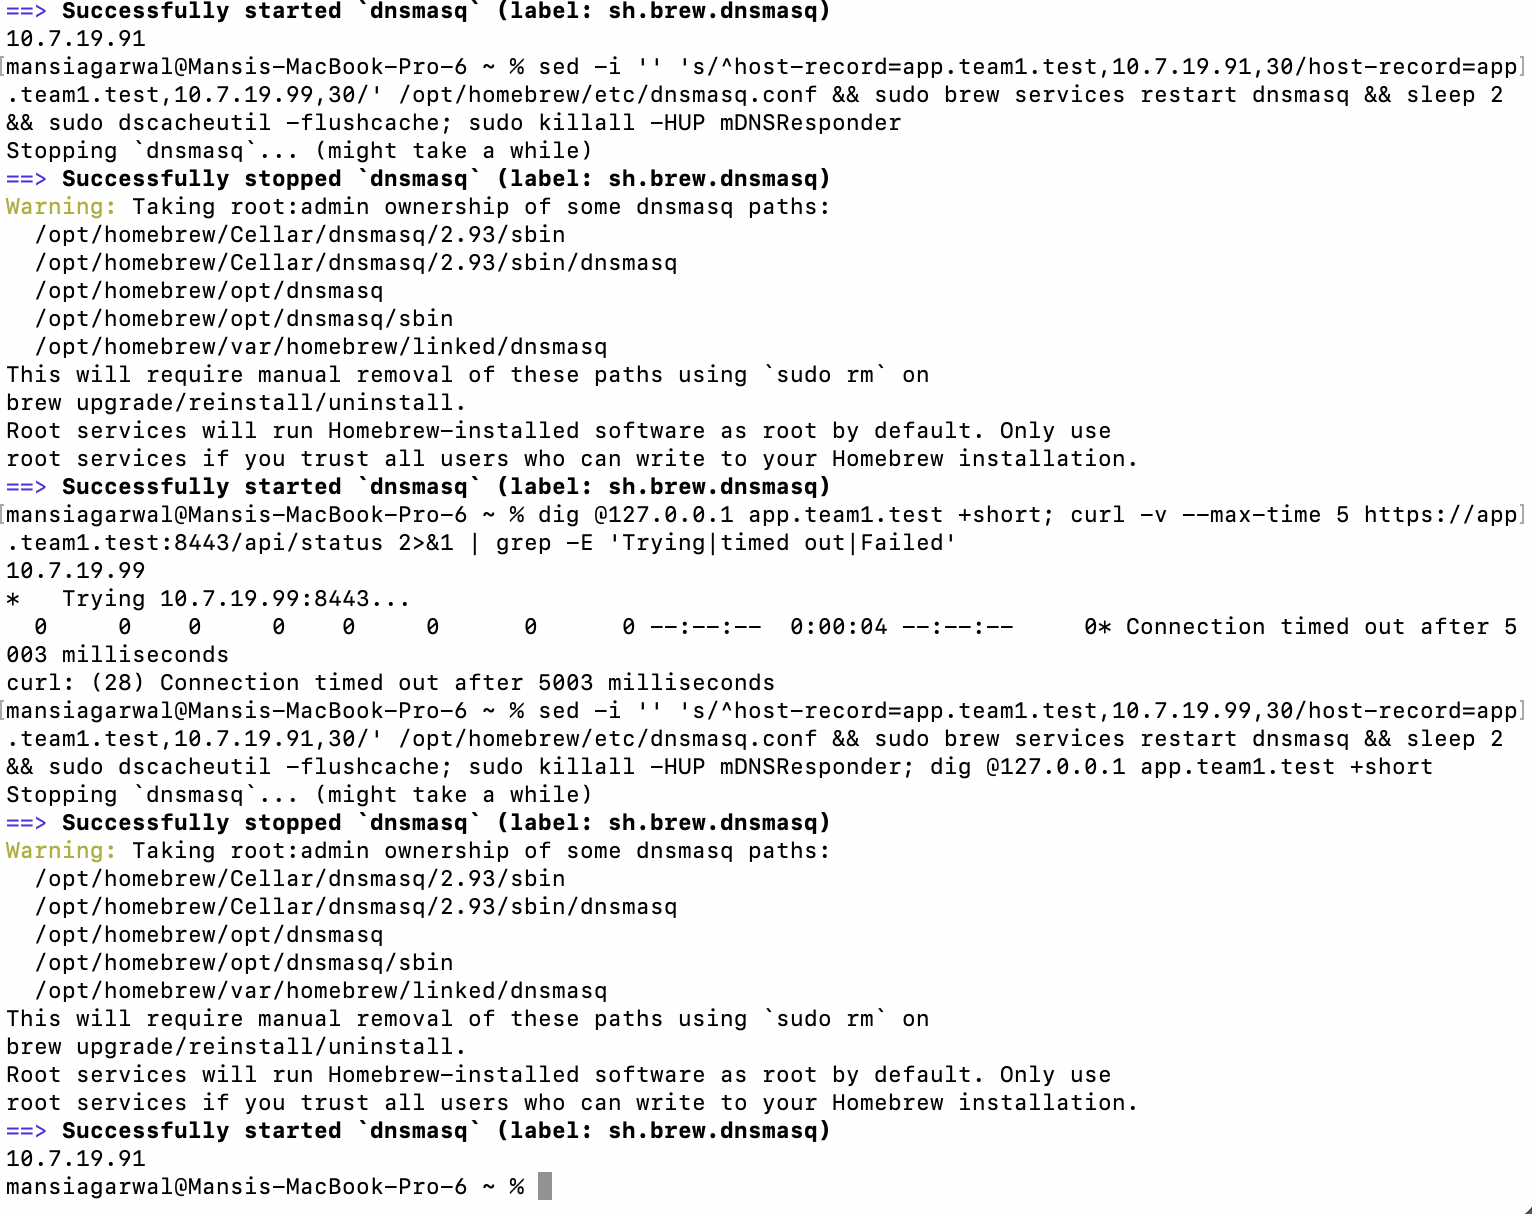 ==> Successfully started `dnsmasq` (label: sh.brew.dnsmasq)
10.7.19.91
[mansiagarwal@Mansis-MacBook-Pro-6 ~ % sed -i '' 's/^host-record=app.team1.test,10.7.19.91,30/host-record=app]
.team1.test,10.7.19.99,30/' /opt/homebrew/etc/dnsmasq.conf && sudo brew services restart dnsmasq && sleep 2
&& sudo dscacheutil -flushcache; sudo killall -HUP mDNSResponder
Stopping `dnsmasq`... (might take a while)
==> Successfully stopped `dnsmasq` (label: sh.brew.dnsmasq)
Warning: Taking root:admin ownership of some dnsmasq paths:
  /opt/homebrew/Cellar/dnsmasq/2.93/sbin
  /opt/homebrew/Cellar/dnsmasq/2.93/sbin/dnsmasq
  /opt/homebrew/opt/dnsmasq
  /opt/homebrew/opt/dnsmasq/sbin
  /opt/homebrew/var/homebrew/linked/dnsmasq
This will require manual removal of these paths using `sudo rm` on
brew upgrade/reinstall/uninstall.
Root services will run Homebrew-installed software as root by default. Only use
root services if you trust all users who can write to your Homebrew installation.
==> Successfully started `dnsmasq` (label: sh.brew.dnsmasq)
[mansiagarwal@Mansis-MacBook-Pro-6 ~ % dig @127.0.0.1 app.team1.test +short; curl -v --max-time 5 https://app]
.team1.test:8443/api/status 2>&1 | grep -E 'Trying|timed out|Failed'
10.7.19.99
*   Trying 10.7.19.99:8443...
  0     0    0     0    0     0      0      0 --:--:--  0:00:04 --:--:--     0* Connection timed out after 5
003 milliseconds
curl: (28) Connection timed out after 5003 milliseconds
[mansiagarwal@Mansis-MacBook-Pro-6 ~ % sed -i '' 's/^host-record=app.team1.test,10.7.19.99,30/host-record=app]
.team1.test,10.7.19.91,30/' /opt/homebrew/etc/dnsmasq.conf && sudo brew services restart dnsmasq && sleep 2
&& sudo dscacheutil -flushcache; sudo killall -HUP mDNSResponder; dig @127.0.0.1 app.team1.test +short
Stopping `dnsmasq`... (might take a while)
==> Successfully stopped `dnsmasq` (label: sh.brew.dnsmasq)
Warning: Taking root:admin ownership of some dnsmasq paths:
  /opt/homebrew/Cellar/dnsmasq/2.93/sbin
  /opt/homebrew/Cellar/dnsmasq/2.93/sbin/dnsmasq
  /opt/homebrew/opt/dnsmasq
  /opt/homebrew/opt/dnsmasq/sbin
  /opt/homebrew/var/homebrew/linked/dnsmasq
This will require manual removal of these paths using `sudo rm` on
brew upgrade/reinstall/uninstall.
Root services will run Homebrew-installed software as root by default. Only use
root services if you trust all users who can write to your Homebrew installation.
==> Successfully started `dnsmasq` (label: sh.brew.dnsmasq)
10.7.19.91
mansiagarwal@Mansis-MacBook-Pro-6 ~ %